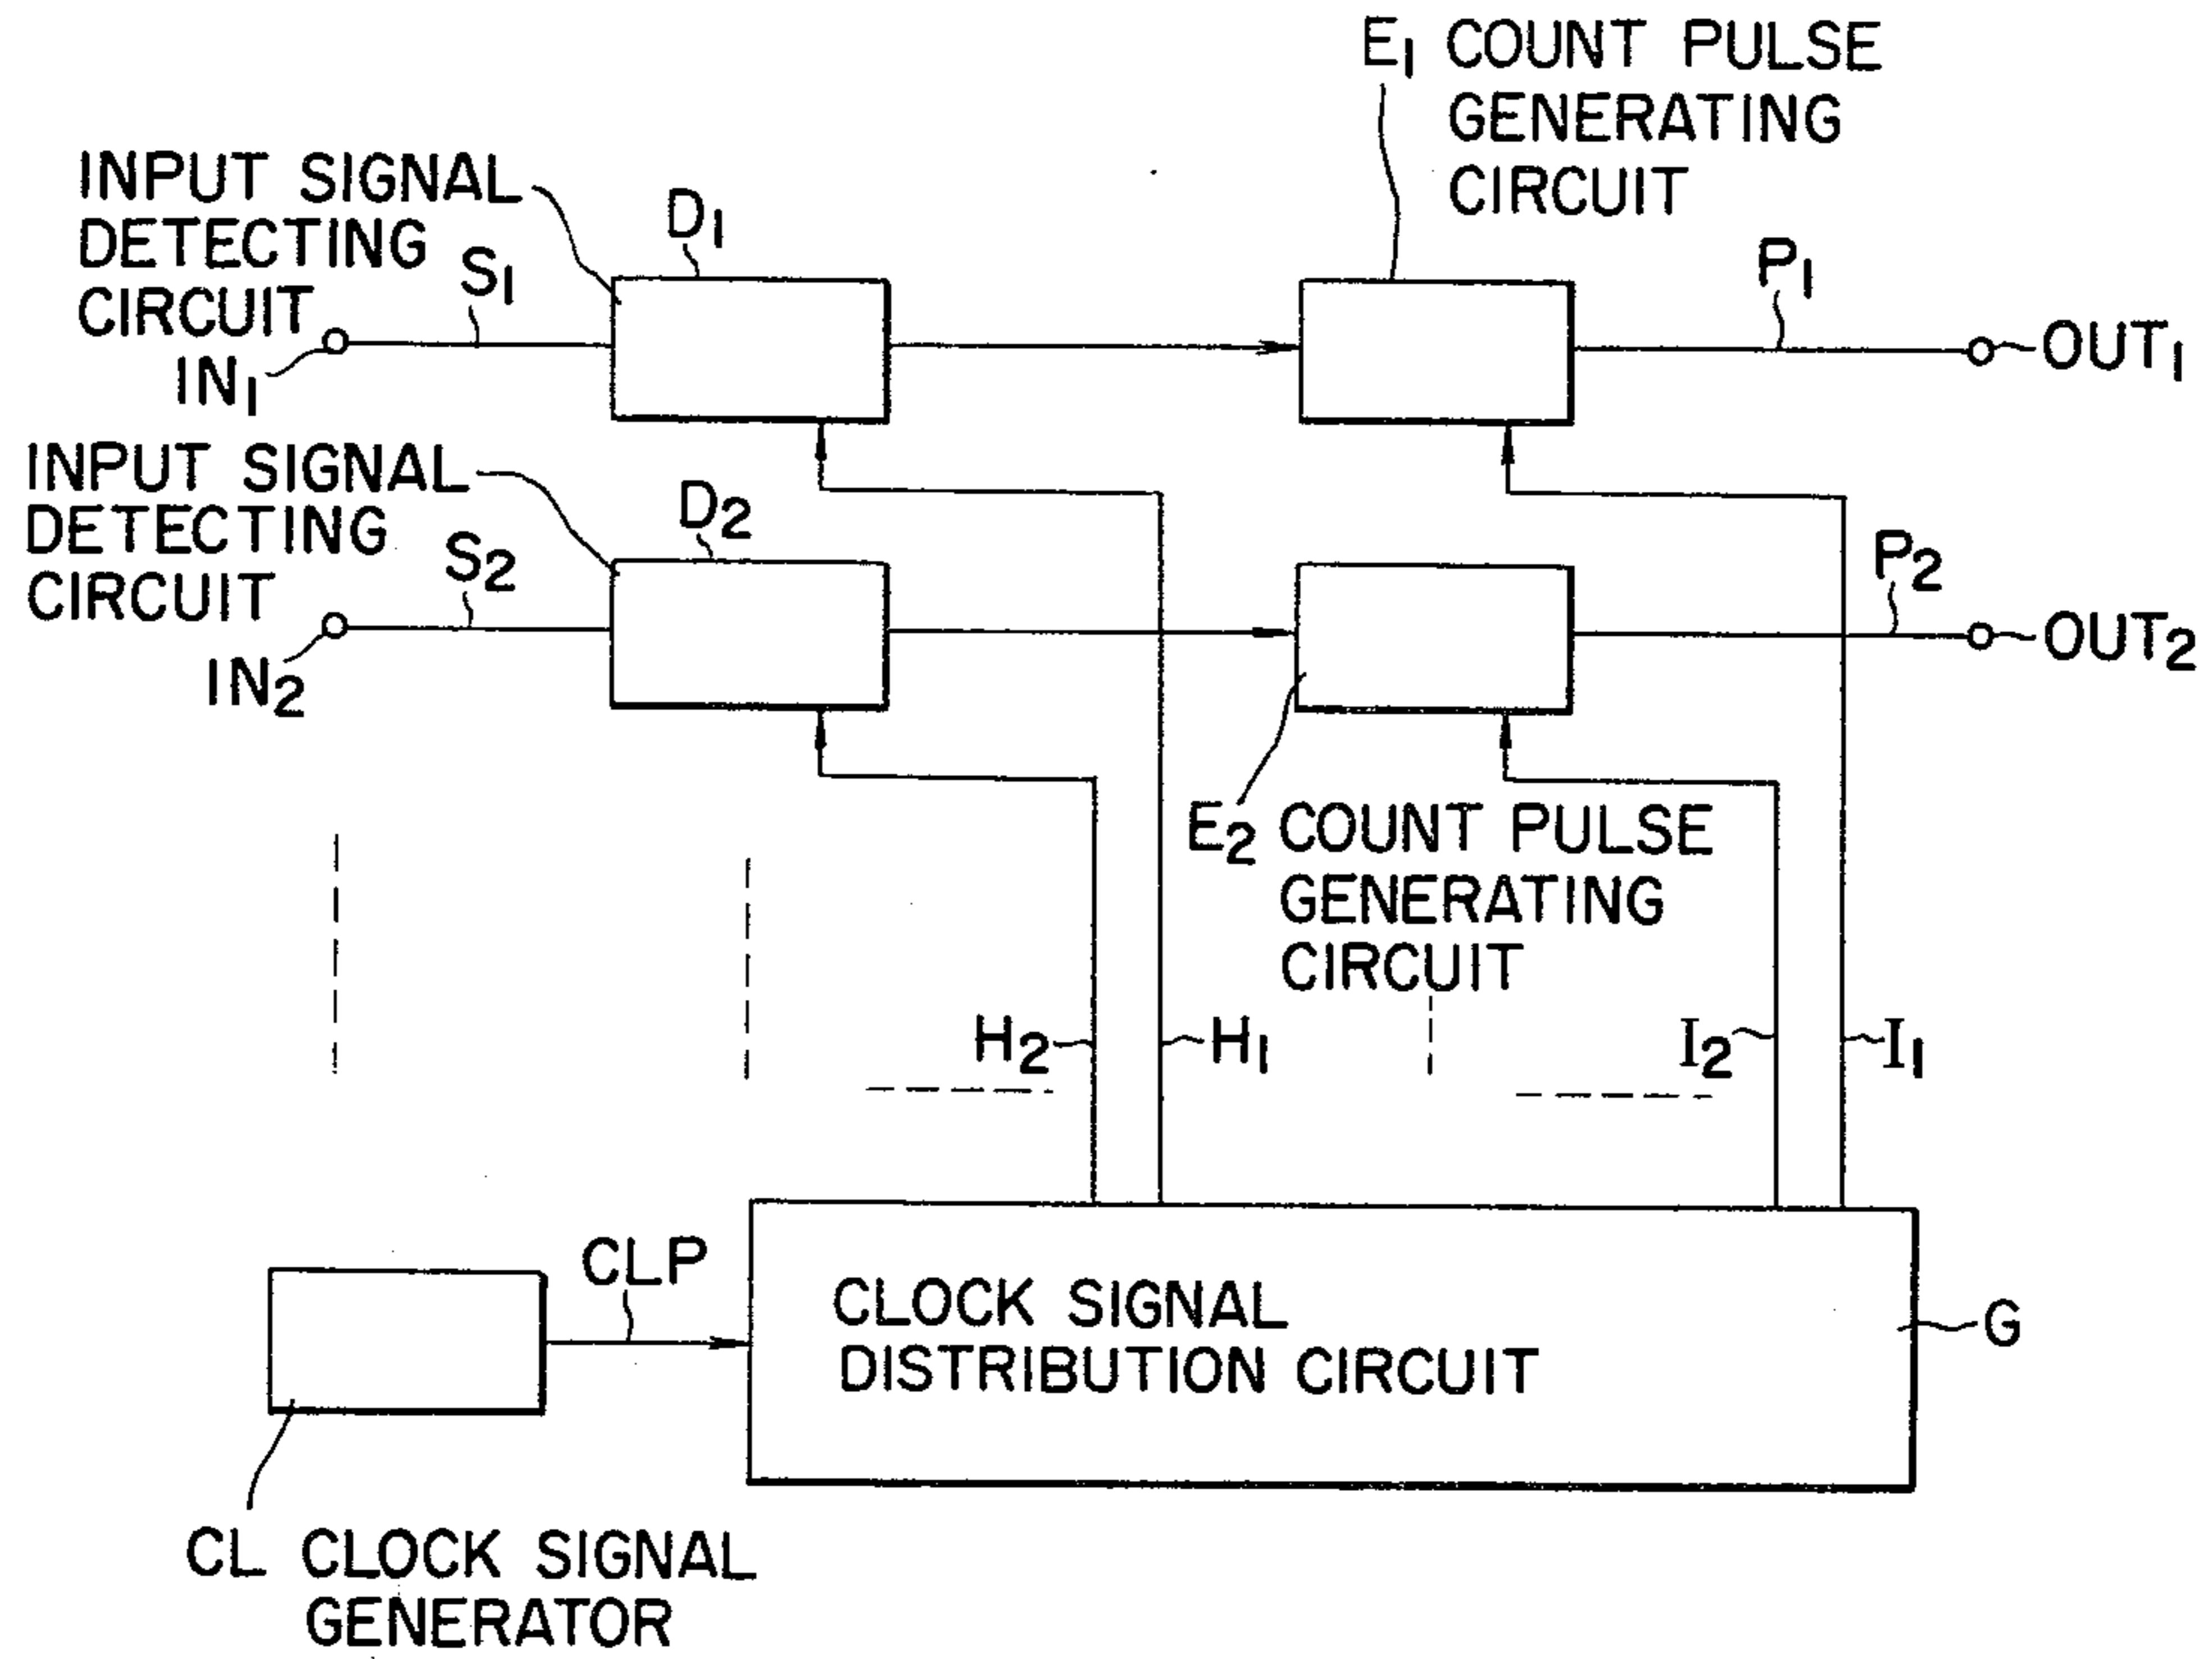 E1 COUNT PULSE
GENERATING
CIRCUIT
INPUT SIGNAL
DETECTING
CIRCUIT
D1
S1
P1
IN1
OUT1
INPUT SIGNAL
DETECTING
CIRCUIT
D2
S2
P2
IN2
OUT2
E2 COUNT PULSE
GENERATING
CIRCUIT
H2
H1
I2
I1
CLP
CLOCK SIGNAL
DISTRIBUTION CIRCUIT
G
CL CLOCK SIGNAL
GENERATOR